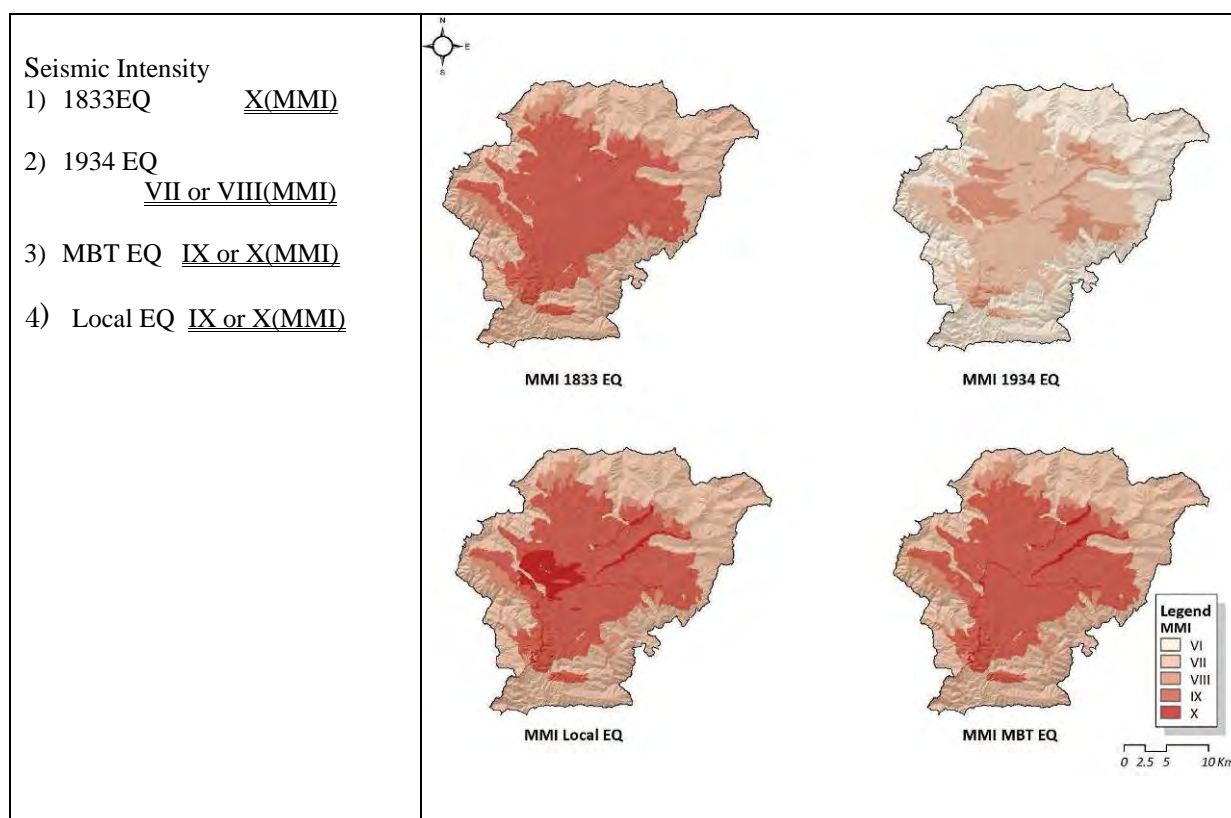 Seismic Intensity
1) 1833EQ X(MMI)
2) 1934 EQ
VII or VIII(MMI)
3) MBT EQ IX or X(MMI)
4) Local EQ IX or X(MMI)
N
E
S
MMI 1833 EQ
MMI 1934 EQ
MMI Local EQ
MMI MBT EQ
Legend
MMI
VI
VII
VIII
IX
X
0 2.5 5 10 Km